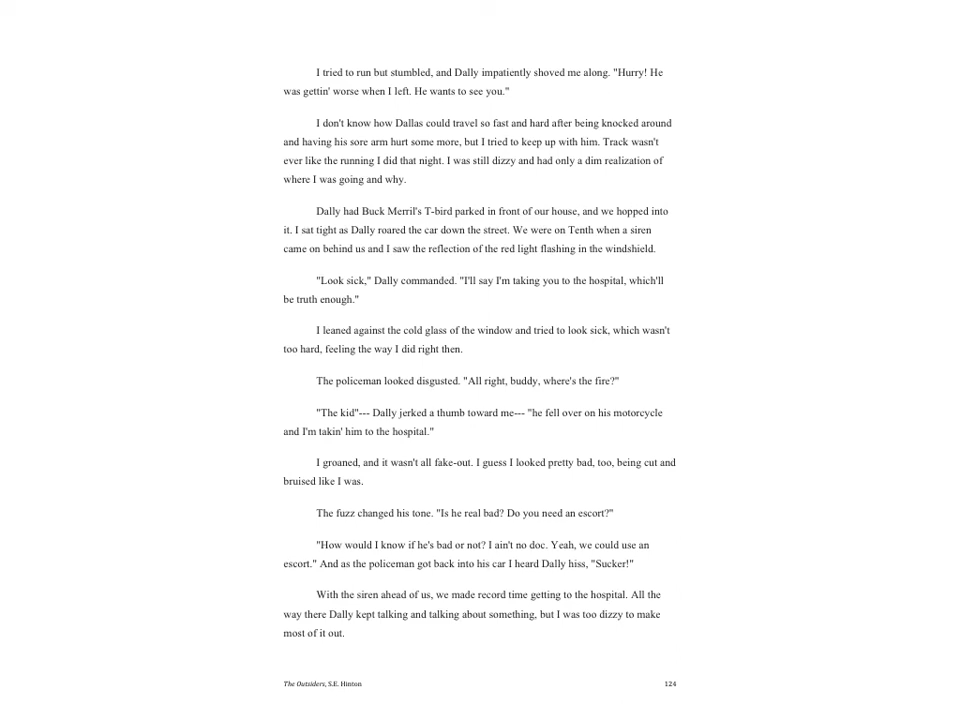 I tried to run but stumbled, and Dally impatiently shoved me along. "Hurry! He
was gettin' worse when I left. He wants to see you."
I don't know how Dallas could travel so fast and hard after being knocked around
and having his sore arm hurt some more, but I tried to keep up with him. Track wasn't
ever like the running I did that night. I was still dizzy and had only a dim realization of
where I was going and why.
Dally had Buck Merril's T-bird parked in front of our house, and we hopped into
it. I sat tight as Dally roared the car down the street. We were on Tenth when a siren
came on behind us and I saw the reflection of the red light flashing in the windshield.
"Look sick," Dally commanded. "I'll say I'm taking you to the hospital, which'll
be truth enough."
I leaned against the cold glass of the window and tried to look sick, which wasn't
too hard, feeling the way I did right then.
The policeman looked disgusted. "All right, buddy, where's the fire?"
"The kid"--- Dally jerked a thumb toward me--- "he fell over on his motorcycle
and I'm takin' him to the hospital."
I groaned, and it wasn't all fake-out. I guess I looked pretty bad, too, being cut and
bruised like I was.
The fuzz changed his tone. "Is he real bad? Do you need an escort?"
"How would I know if he's bad or not? I ain't no doc. Yeah, we could use an
escort." And as the policeman got back into his car I heard Dally hiss, "Sucker!"
With the siren ahead of us, we made record time getting to the hospital. All the
way there Dally kept talking and talking about something, but I was too dizzy to make
most of it out.
The Outsiders, S.E. Hinton 124